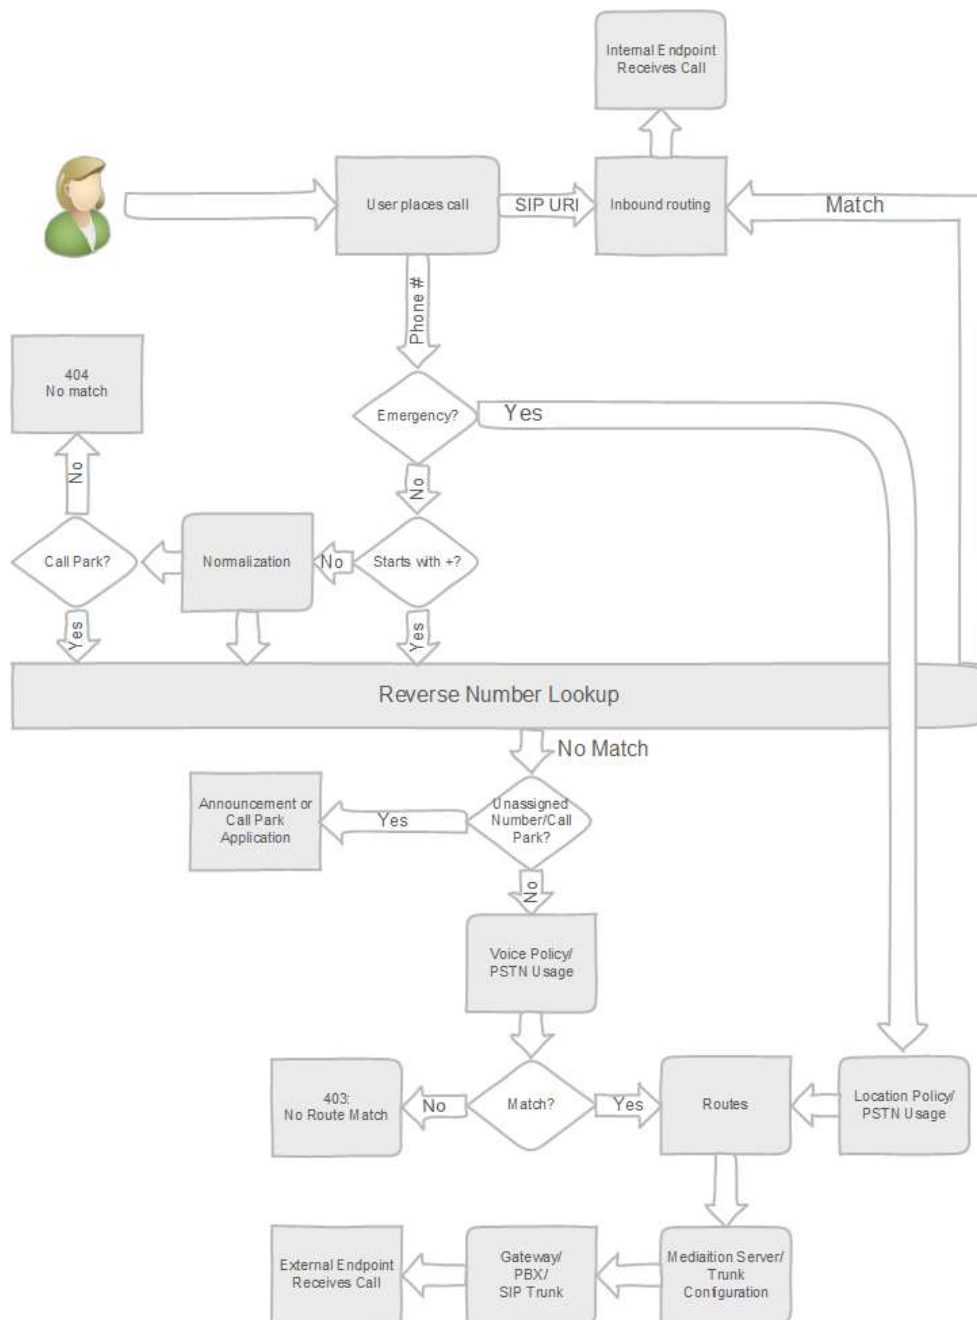 Internal Endpoint
Receives Call
User places call
SIP URI
Inbound routing
Match
Phone #
404
No match
Emergency?
Yes
No
No
Call Park?
Normalization
No
Starts with +?
Yes
Yes
Reverse Number Lookup
No Match
Announcement or
Call Park
Application
Yes
Unassigned
Number/Call
Park?
No
Voice Policy/
PSTN Usage
403:
No Route Match
No
Match?
Yes
Routes
Location Policy/
PSTN Usage
External Endpoint
Receives Call
Gateway/
PBX/
SIP Trunk
Mediaition Server/
Trunk
Configuration